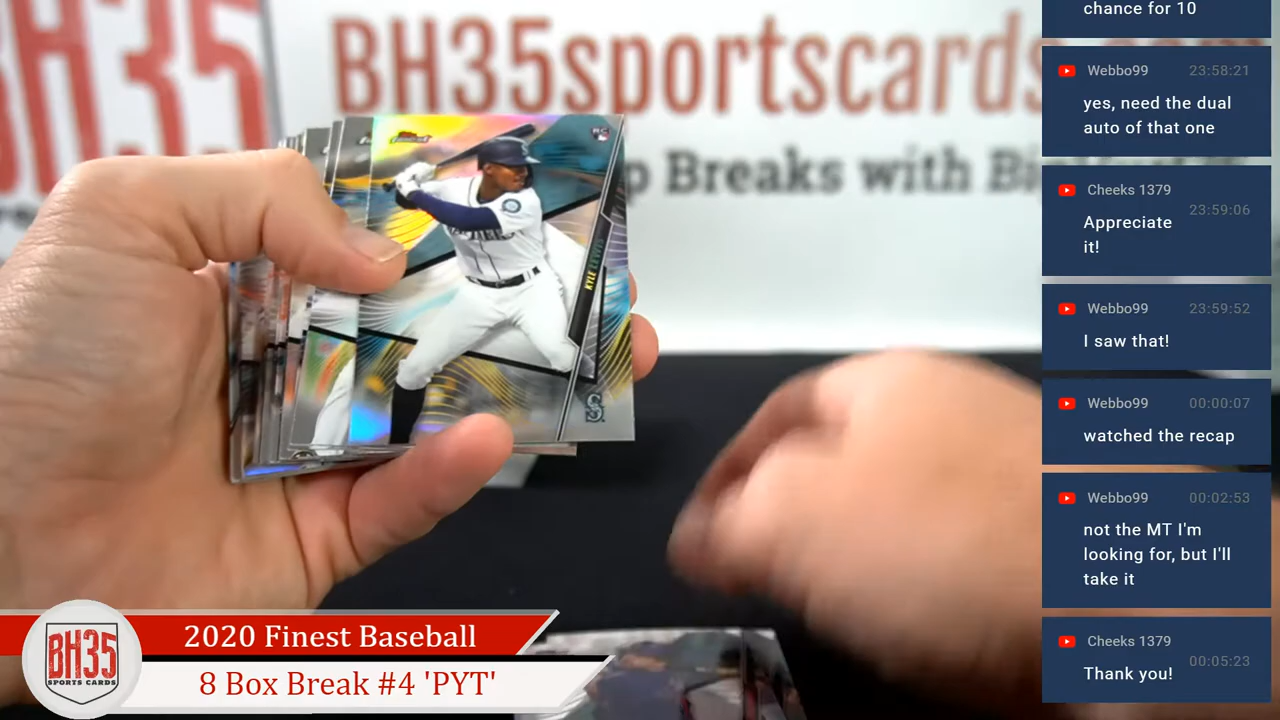 BH35sportscards
p Breaks with Bi
finest
RC
KYLE LEWIS
S
2020 Finest Baseball
8 Box Break #4 'PYT'
BH35
SPORTS CARDS
chance for 10
Webbo99 23:58:21
yes, need the dual
auto of that one
Cheeks 1379
23:59:06
Appreciate
it!
Webbo99 23:59:52
I saw that!
Webbo99 00:00:07
watched the recap
Webbo99 00:02:53
not the MT I'm
looking for, but I'll
take it
Cheeks 1379
00:05:23
Thank you!